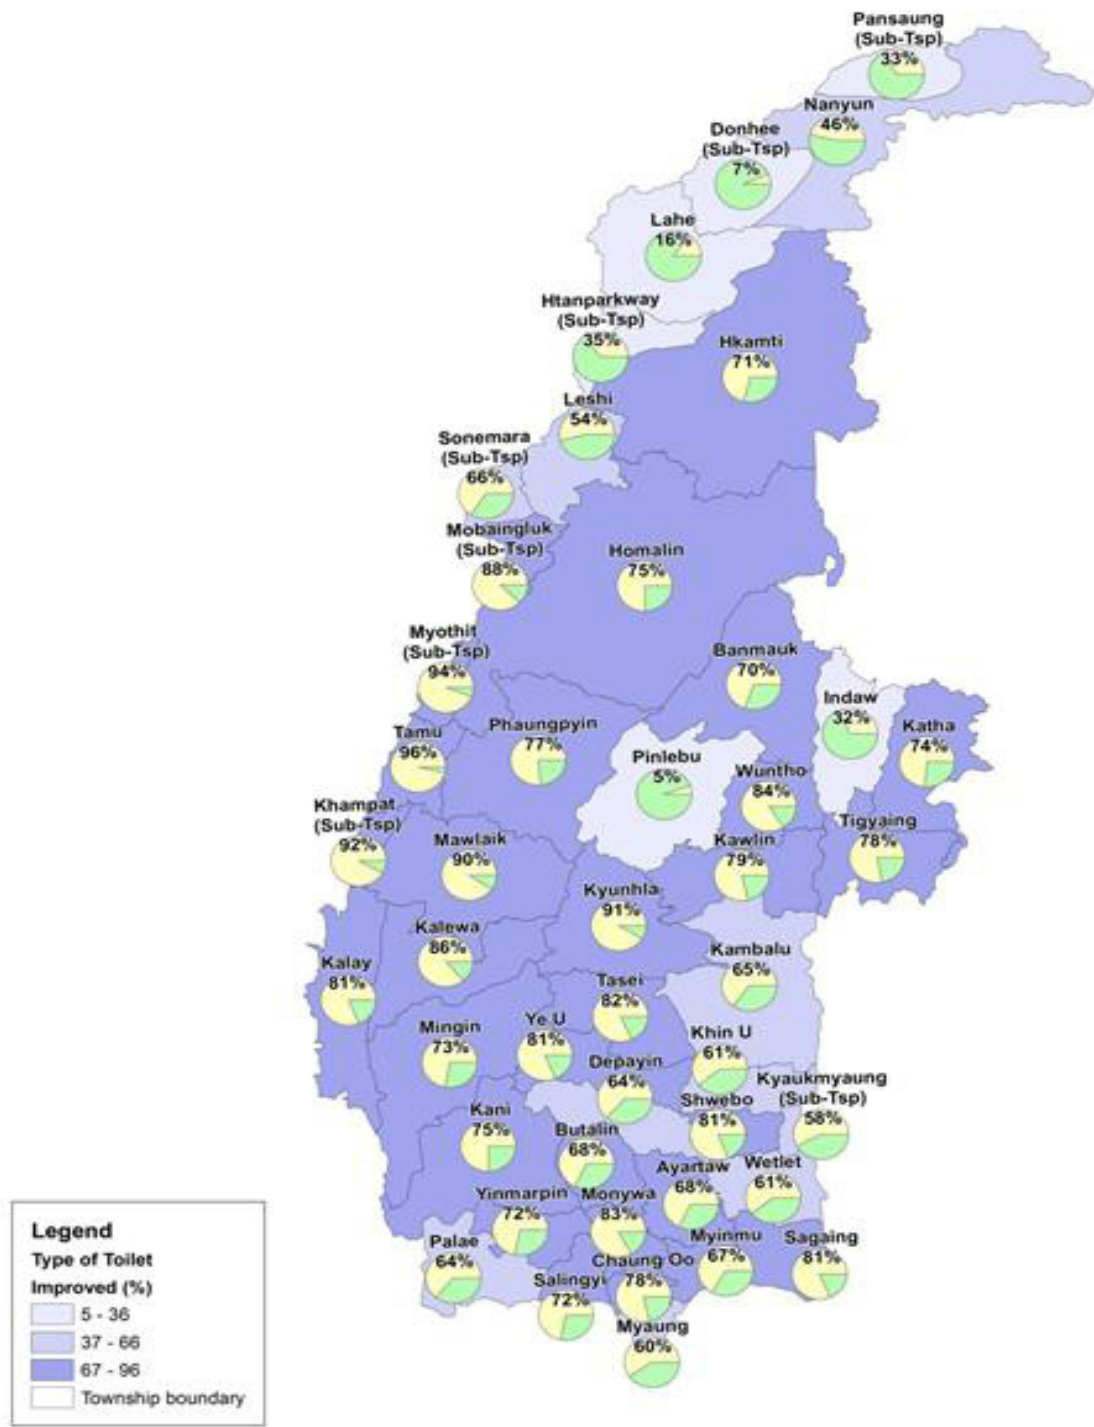 Pansaung
(Sub-Tsp)
33%
Nanyun
46%
Donhee
(Sub-Tsp)
7%
Lahe
16%
Htanparkway
(Sub-Tsp)
35%
Hkamti
71%
Leshi
54%
Sonemara
(Sub-Tsp)
66%
Mobaingluk
(Sub-Tsp)
88%
Homalin
75%
Myothit
(Sub-Tsp)
94%
Banmauk
70%
Indaw
32%
Katha
74%
Tamu
96%
Phaungpyin
77%
Pinlebu
5%
Wuntho
84%
Khampat
(Sub-Tsp)
92%
Mawlaik
90%
Kawlin
79%
Tigyaing
78%
Kyunhla
91%
Kalewa
86%
Kalay
81%
Kambalu
65%
Tasei
82%
Mingin
73%
Ye U
81%
Khin U
61%
Depayin
64%
Kyaukmyaung
(Sub-Tsp)
58%
Shwebo
81%
Kani
75%
Butalin
68%
Ayartaw
68%
Wetlet
61%
Yinmarpin
72%
Monywa
83%
Myinmu
67%
Sagaing
81%
Palae
64%
Chaung Oo
78%
Salingyi
72%
Myaung
60%
Legend
Type of Toilet
Improved (%)
5 - 36
37 - 66
67 - 96
Township boundary